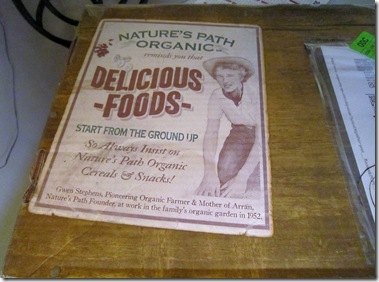 NATURE'S PATH
ORGANIC
reminds you that
DELICIOUS
-FOODS-
START FROM THE GROUND UP
So Always Insist on
Nature's Path Organic
Cereals & Snacks!
Gwen Stephens, Pioneering Organic Farmer & Mother of Arran,
Nature's Path Founder, at work in the family's organic garden in 1952.